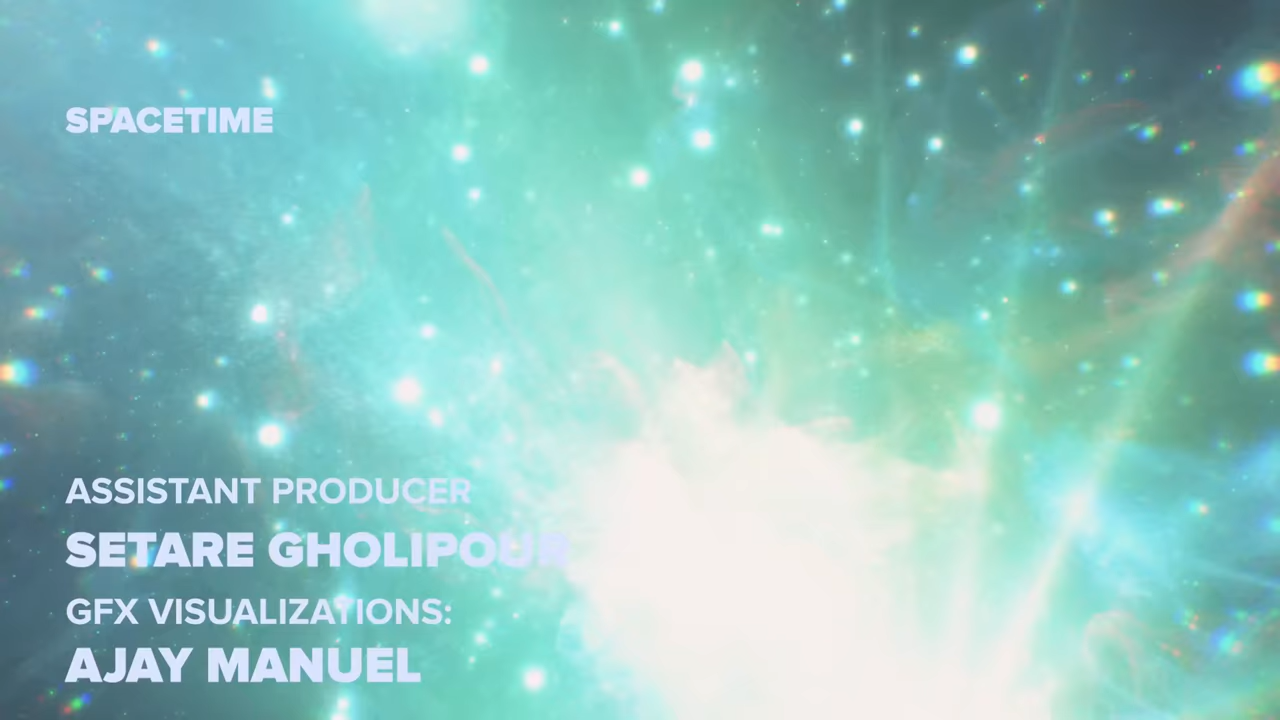 SPACETIME
ASSISTANT PRODUCER
SETARE GHOLIPOUR
GFX VISUALIZATIONS:
AJAY MANUEL